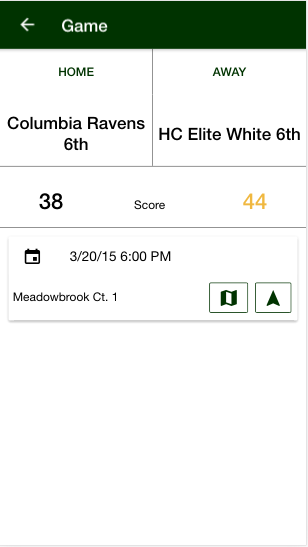 Game
HOME
AWAY
Columbia Ravens
6th
HC Elite White 6th
38
Score
44
3/20/15 6:00 PM
Meadowbrook Ct. 1